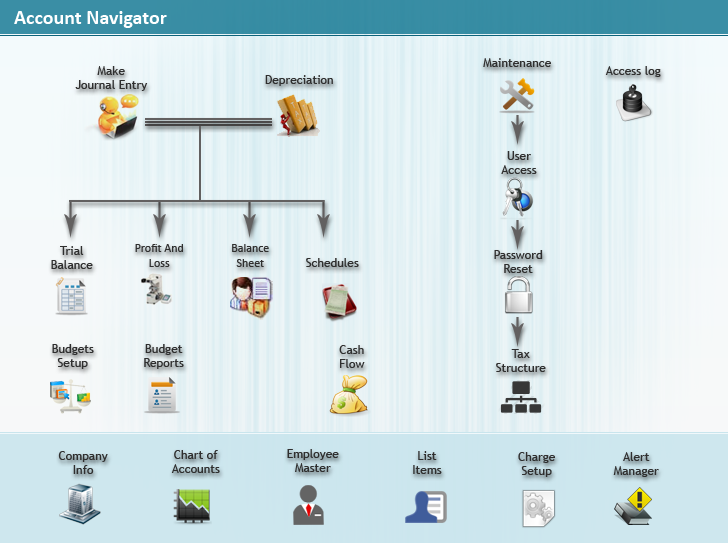 Account Navigator
Make
Journal Entry
Depreciation
Maintenance
Access log
User
Access
Trial
Balance
Profit And
Loss
Balance
Sheet
Schedules
Password
Reset
Budgets
Setup
Budget
Reports
Cash
Flow
Tax
Structure
Company
Info
Chart of
Accounts
Employee
Master
List
Items
Charge
Setup
Alert
Manager